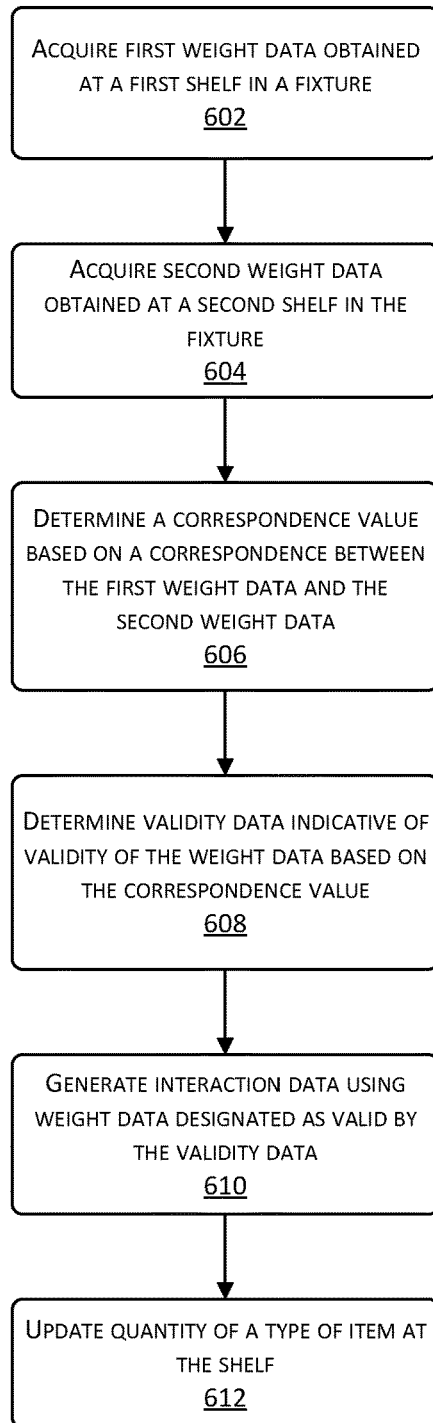 ACQUIRE FIRST WEIGHT DATA OBTAINED
AT A FIRST SHELF IN A FIXTURE
602
ACQUIRE SECOND WEIGHT DATA
OBTAINED AT A SECOND SHELF IN THE
FIXTURE
604
DETERMINE A CORRESPONDENCE VALUE
BASED ON A CORRESPONDENCE BETWEEN
THE FIRST WEIGHT DATA AND THE
SECOND WEIGHT DATA
606
DETERMINE VALIDITY DATA INDICATIVE OF
VALIDITY OF THE WEIGHT DATA BASED ON
THE CORRESPONDENCE VALUE
608
GENERATE INTERACTION DATA USING
WEIGHT DATA DESIGNATED AS VALID BY
THE VALIDITY DATA
610
UPDATE QUANTITY OF A TYPE OF ITEM AT
THE SHELF
612